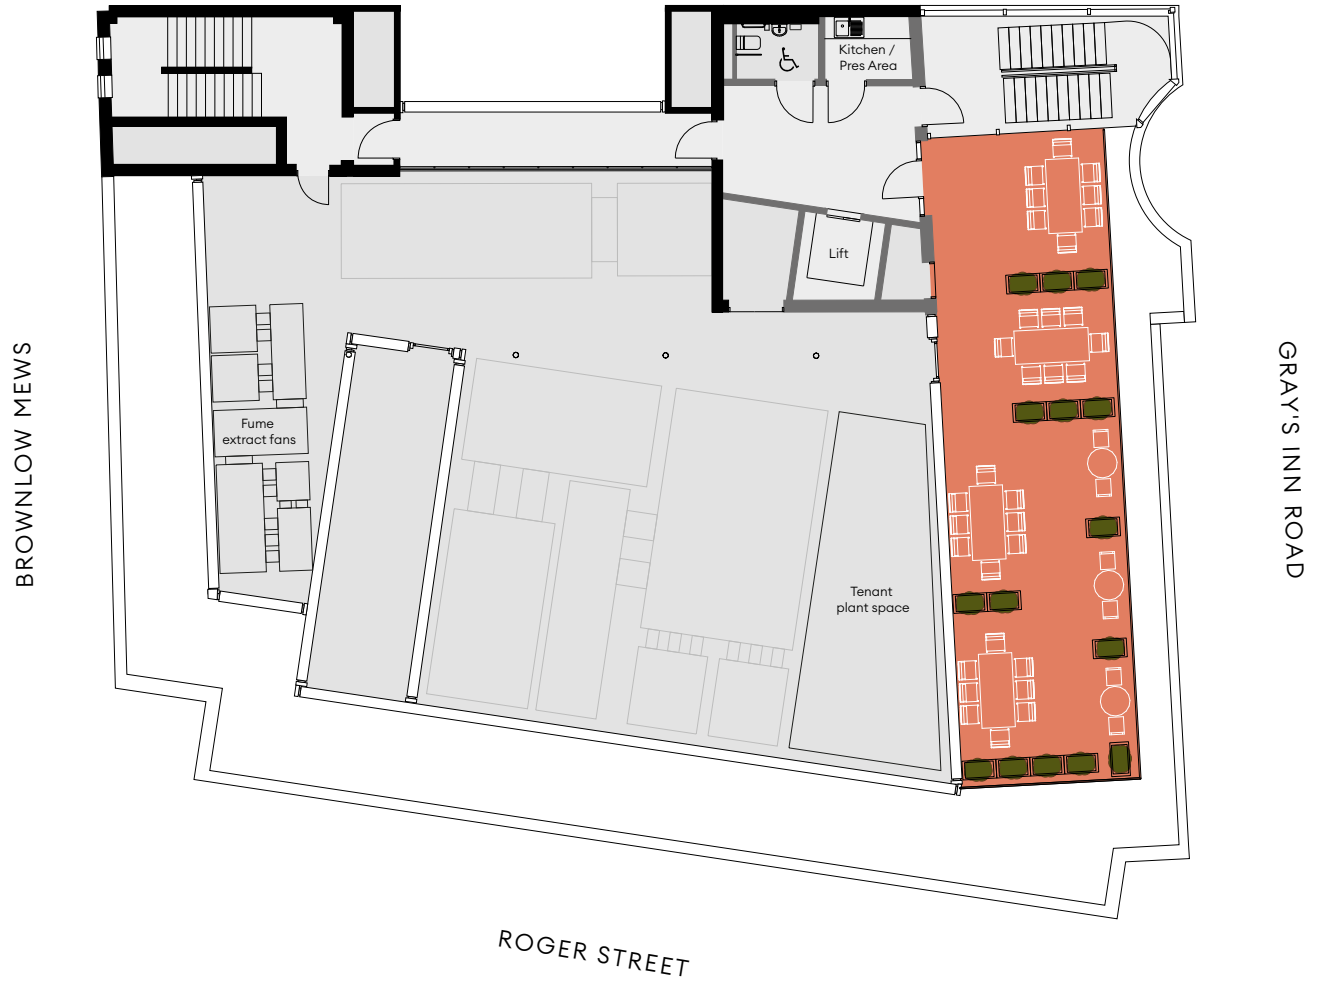 Kitchen /
Pres Area
Lift
Fume
extract fans
Tenant
plant space
BROWNLOW MEWS
GRAY'S INN ROAD
ROGER STREET